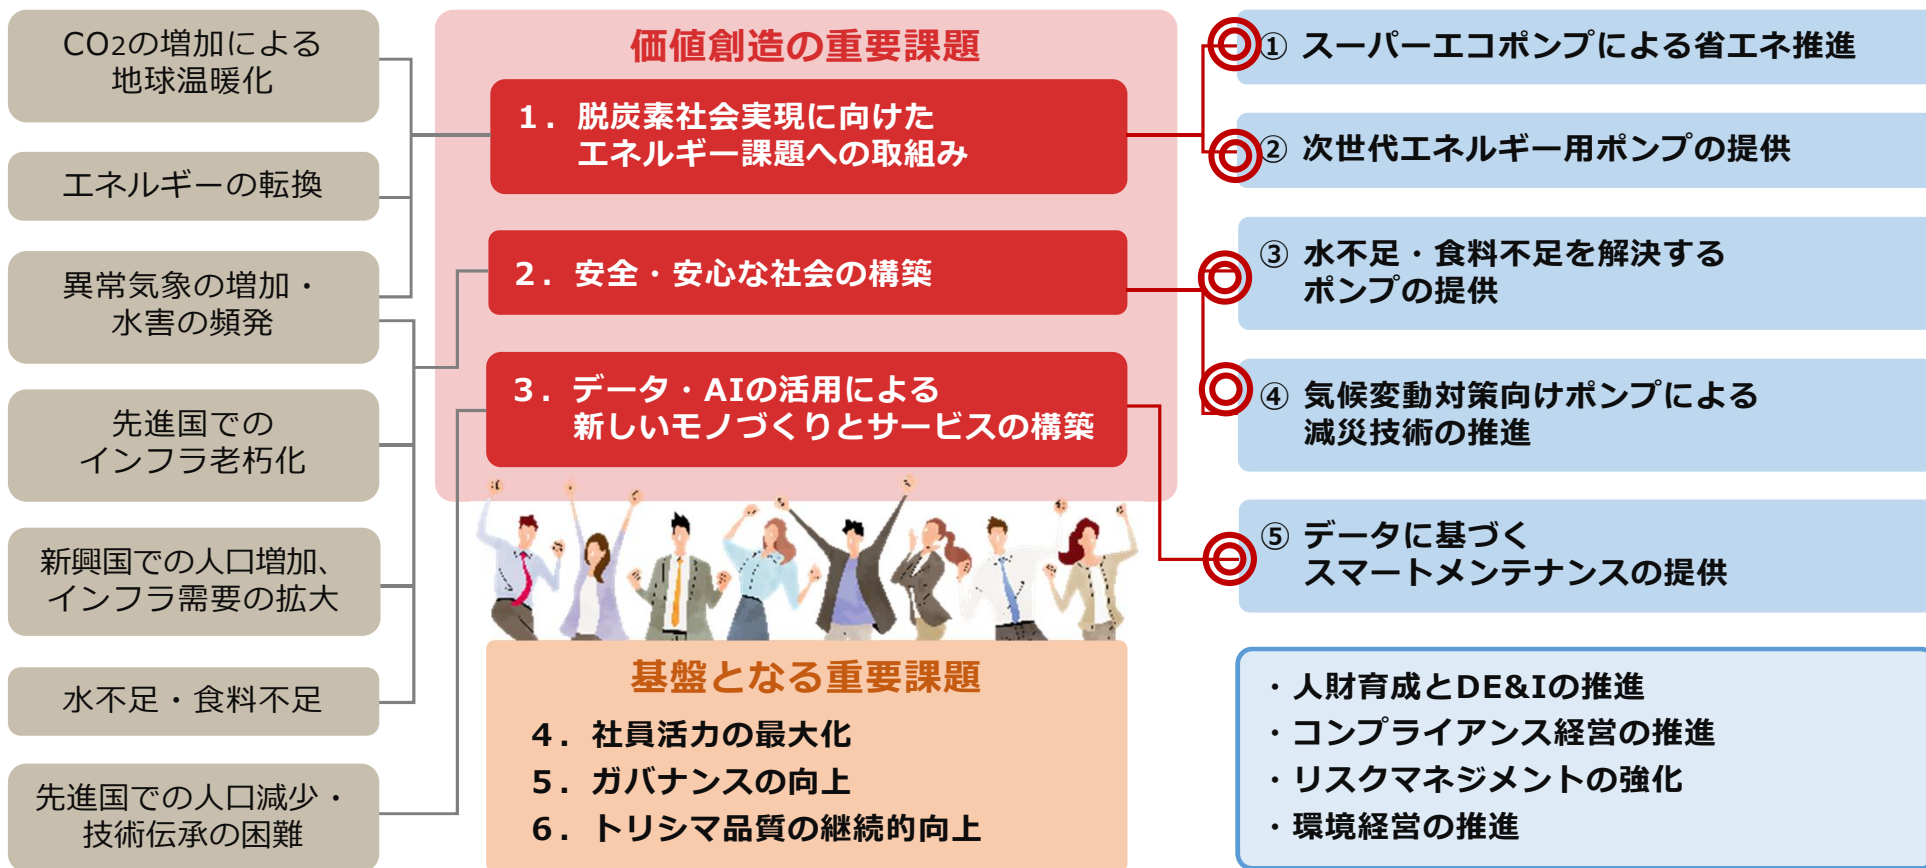 CO2の増加による
地球温暖化
エネルギーの転換
異常気象の増加・
水害の頻発
先進国での
インフラ老朽化
新興国での人口増加、
インフラ需要の拡大
水不足・食料不足
先進国での人口減少・
技術伝承の困難
価値創造の重要課題
1. 脱炭素社会実現に向けた
エネルギー課題への取組み
2. 安全・安心な社会の構築
3. データ・AIの活用による
新しいモノづくりとサービスの構築
基盤となる重要課題
4. 社員活力の最大化
5. ガバナンスの向上
6. トリシマ品質の継続的向上
① スーパーエコポンプによる省エネ推進
② 次世代エネルギー用ポンプの提供
③ 水不足・食料不足を解決する
ポンプの提供
④ 気候変動対策向けポンプによる
減災技術の推進
⑤ データに基づく
スマートメンテナンスの提供
・人財育成とDE&Iの推進
・コンプライアンス経営の推進
・リスクマネジメントの強化
・環境経営の推進